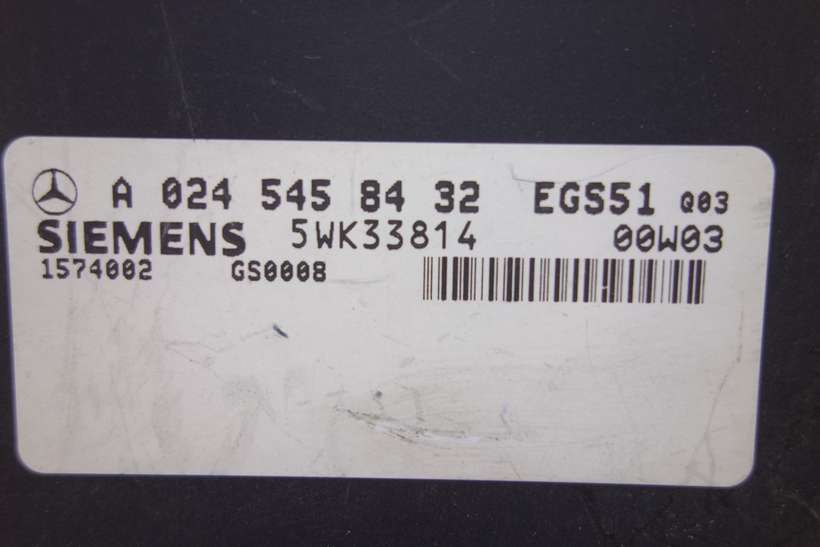 A 024 545 84 32 EGS51 Q03
SIEMENS 5WK33814 00W03
1574002 GS0008